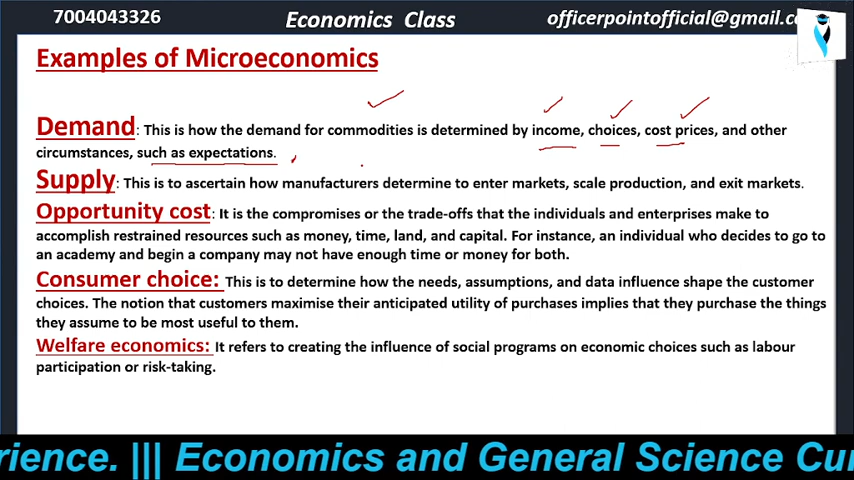 7004043326
Economics Class
officerpointofficial@gmail.c
Examples of Microeconomics
Demand: This is how the demand for commodities is determined by income, choices, cost prices, and other
circumstances, such as expectations.
Supply: This is to ascertain how manufacturers determine to enter markets, scale production, and exit markets.
Opportunity cost: It is the compromises or the trade-offs that the individuals and enterprises make to
accomplish restrained resources such as money, time, land, and capital. For instance, an individual who decides to go to
an academy and begin a company may not have enough time or money for both.
Consumer choice: This is to determine how the needs, assumptions, and data influence shape the customer
choices. The notion that customers maximise their anticipated utility of purchases implies that they purchase the things
they assume to be most useful to them.
Welfare economics: It refers to creating the influence of social programs on economic choices such as labour
participation or risk-taking.
rience. ||| Economics and General Science Cur